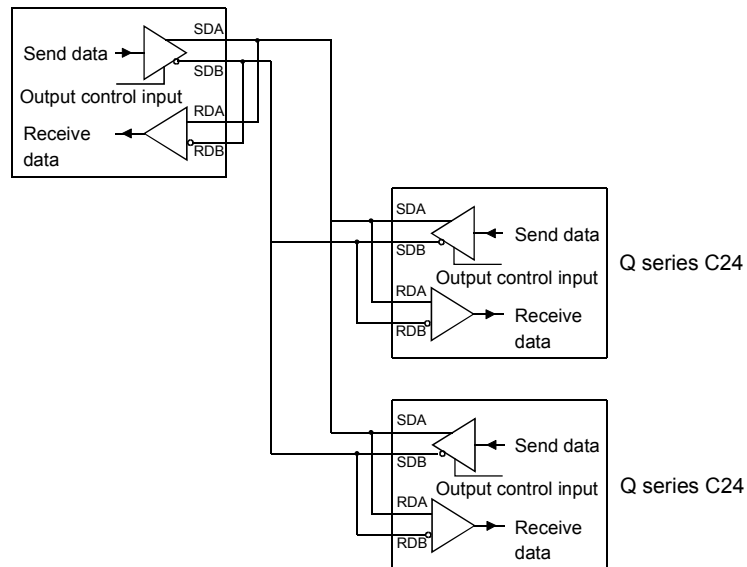 SDA
Send data
SDB
Output control input
RDA
Receive
data
RDB
SDA
Send data
SDB
Q series C24
Output control input
RDA
Receive
data
RDB
SDA
Send data
SDB
Output control input
Q series C24
RDA
Receive
data
RDB